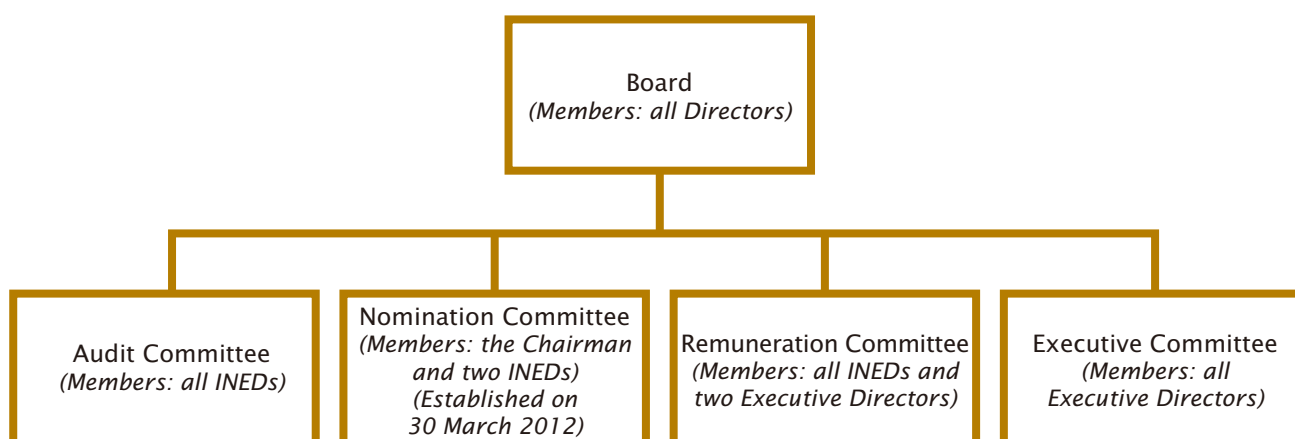 Board
(Members: all Directors)
Audit Committee
(Members: all INEDs)
Nomination Committee
(Members: the Chairman
and two INEDs)
(Established on
30 March 2012)
Remuneration Committee
(Members: all INEDs and
two Executive Directors)
Executive Committee
(Members: all
Executive Directors)